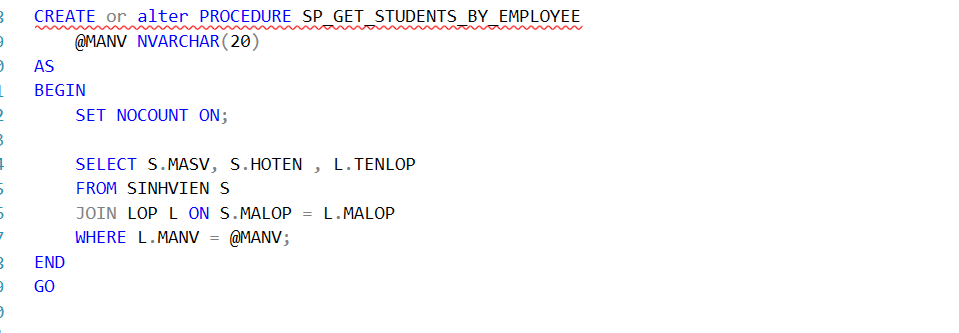 CREATE or alter PROCEDURE SP_GET_STUDENTS_BY_EMPLOYEE
@MANV NVARCHAR(20)
AS
BEGIN
SET NOCOUNT ON;
SELECT S.MASV, S.HOTEN , L.TENLOP
FROM SINHVIEN S
JOIN LOP L ON S.MALOP = L.MALOP
WHERE L.MANV = @MANV;
END
GO